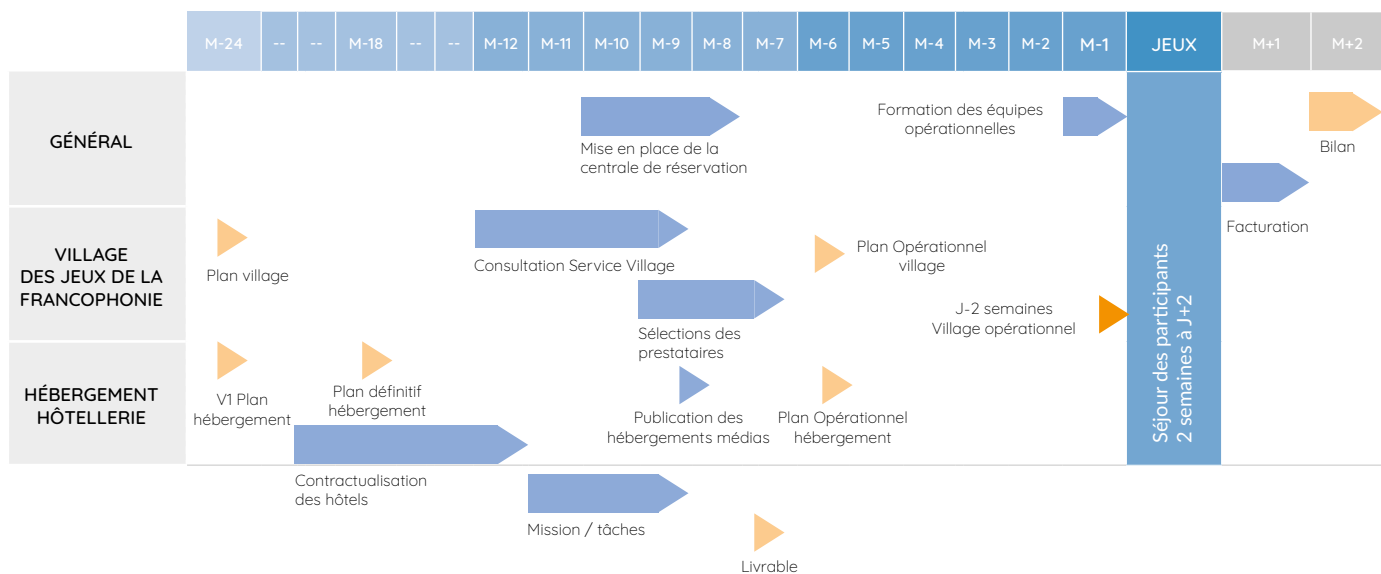 M-24 -- -- M-18 -- -- M-12 M-11 M-10 M-9 M-8 M-7 M-6 M-5 M-4 M-3 M-2 M-1 JEUX M+1 M+2
GÉNÉRAL
Mise en place de la
centrale de réservation
Formation des équipes
opérationnelles
Bilan
Facturation
VILLAGE
DES JEUX DE LA
FRANCOPHONIE
Plan village
Consultation Service Village
Sélections des
prestataires
Plan Opérationnel
village
J-2 semaines
Village opérationnel
Séjour des participants
2 semaines à J+2
HÉBERGEMENT
HÔTELLERIE
V1 Plan
hébergement
Plan définitif
hébergement
Publication des
hébergements médias
Plan Opérationnel
hébergement
Contractualisation
des hôtels
Mission / tâches
Livrable